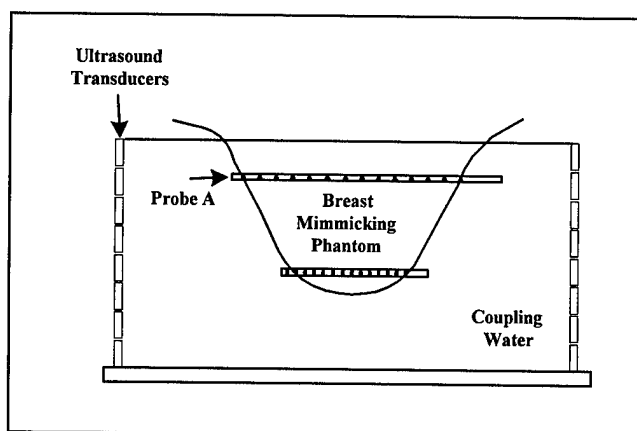 Ultrasound
Transducers
Probe A
Breast
Mimmicking
Phantom
Coupling
Water